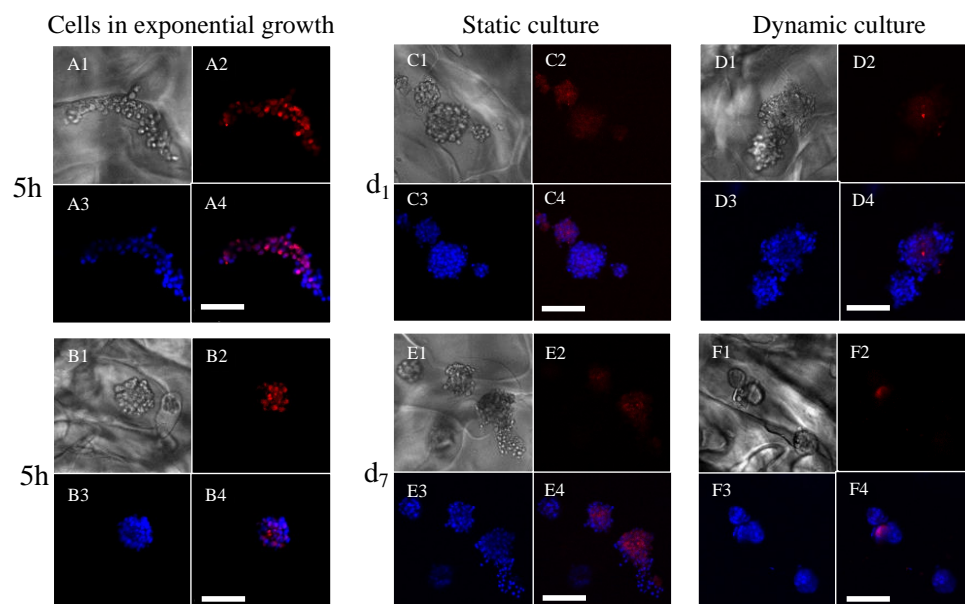 Cells in exponential growth
Static culture
Dynamic culture
A1 A2 C1 C2 D1 D2
5h d1
A3 A4 C3 C4 D3 D4
B1 B2 E1 E2 F1 F2
5h d7
B3 B4 E3 E4 F3 F4